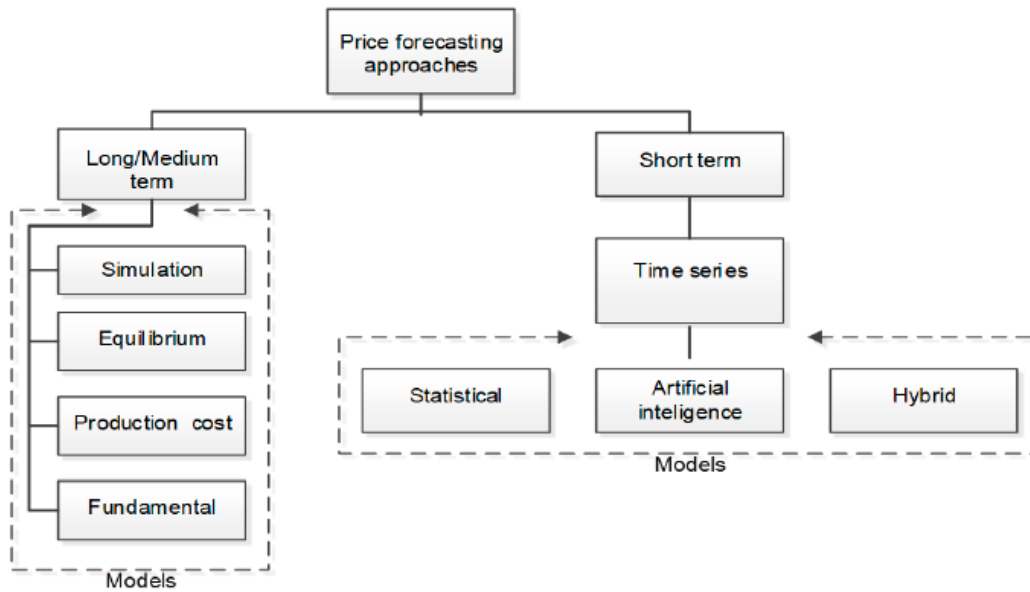 Price forecasting
approaches
Long/Medium
term
Short term
Simulation
Equilibrium
Production cost
Fundamental
Models
Time series
Statistical
Artificial
inteligence
Hybrid
Models